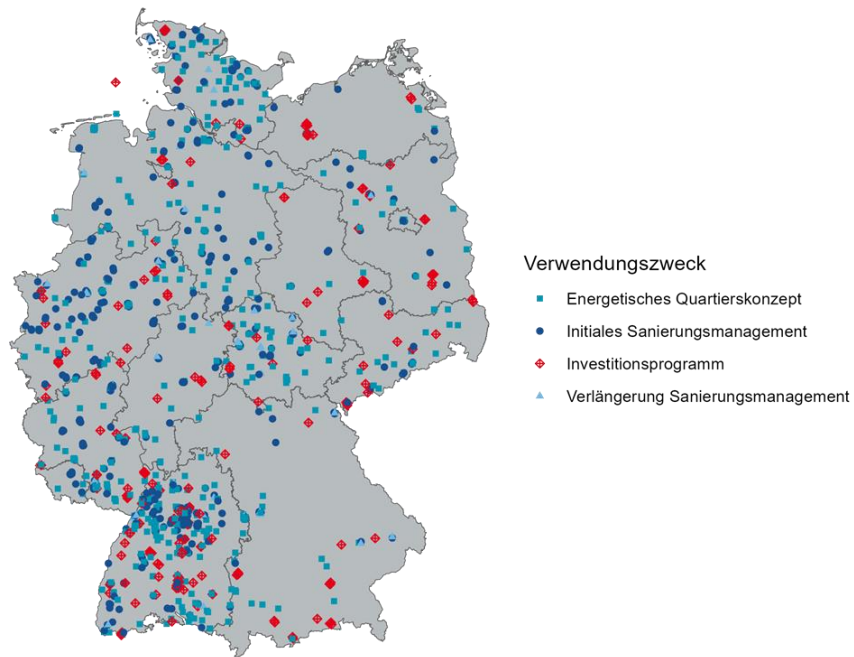 Verwendungszweck
Energetisches Quartierskonzept
Initiales Sanierungsmanagement
Investitionsprogramm
Verlängerung Sanierungsmanagement